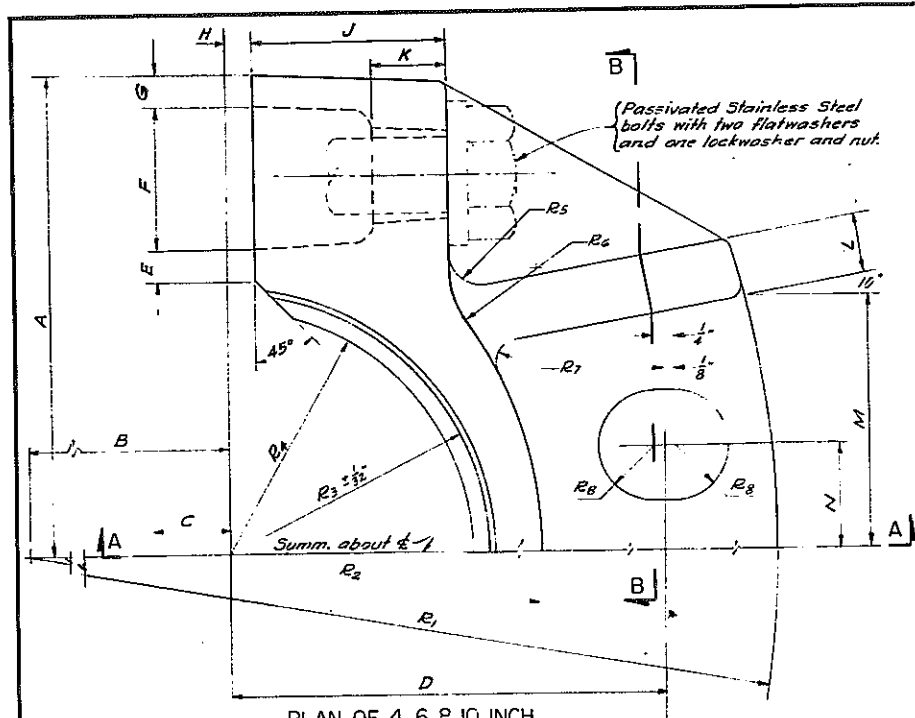 H
J
K
B
G
Passivated Stainless Steel
bolts with two flatwashers
and one lockwasher and nut.
F
R5
R6
E
L
10°
A
1/4"
45°
R7
1/8"
B
M
R4
R3 ± 1/32"
R8
R8
N
C
A
Summ. about ℄
A
R2
B
R1
D
PLAN OF 4, 6, 8, 10 INCH